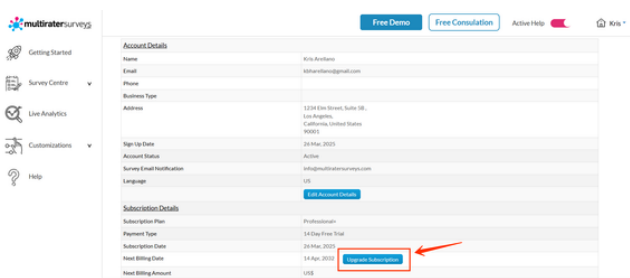 multiratersurveys
Free Demo
Free Consulation
Active Help
Kris
Getting Started
Survey Centre
Live Analytics
Customizations
Help
Account Details
Name Kris Arellano
Email kbharellano@gmail.com
Phone
Business Type
Address 1234 Elm Street, Suite 5B,
Los Angeles,
California, United States
90001
Sign Up Date 26 Mar, 2025
Account Status Active
Survey Email Notification info@multiratersurveys.com
Language US
Edit Account Details
Subscription Details
Subscription Plan Professional+
Payment Type 14 Day Free Trial
Subscription Date 26 Mar, 2025
Next Billing Date 14 Apr, 2022 Upgrade Subscription
Next Billing Amount US$